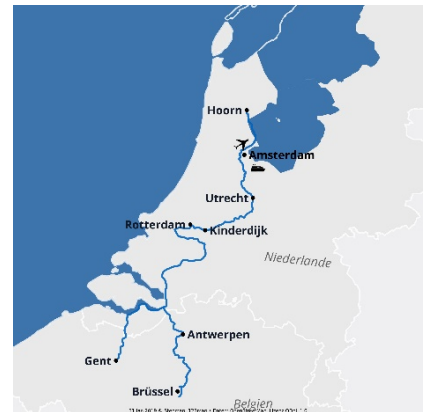 Hoorn
Amsterdam
Utrecht
Rotterdam
Kinderdijk
Niederlande
Antwerpen
Gent
Brüssel
Belgien